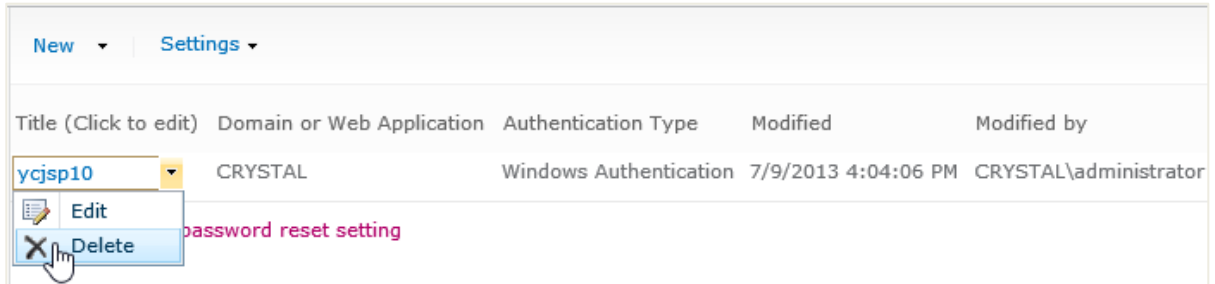 New Settings
Title (Click to edit) Domain or Web Application Authentication Type Modified Modified by
ycjsp10 CRYSTAL Windows Authentication 7/9/2013 4:04:06 PM CRYSTAL\administrator
Edit
password reset setting
Delete